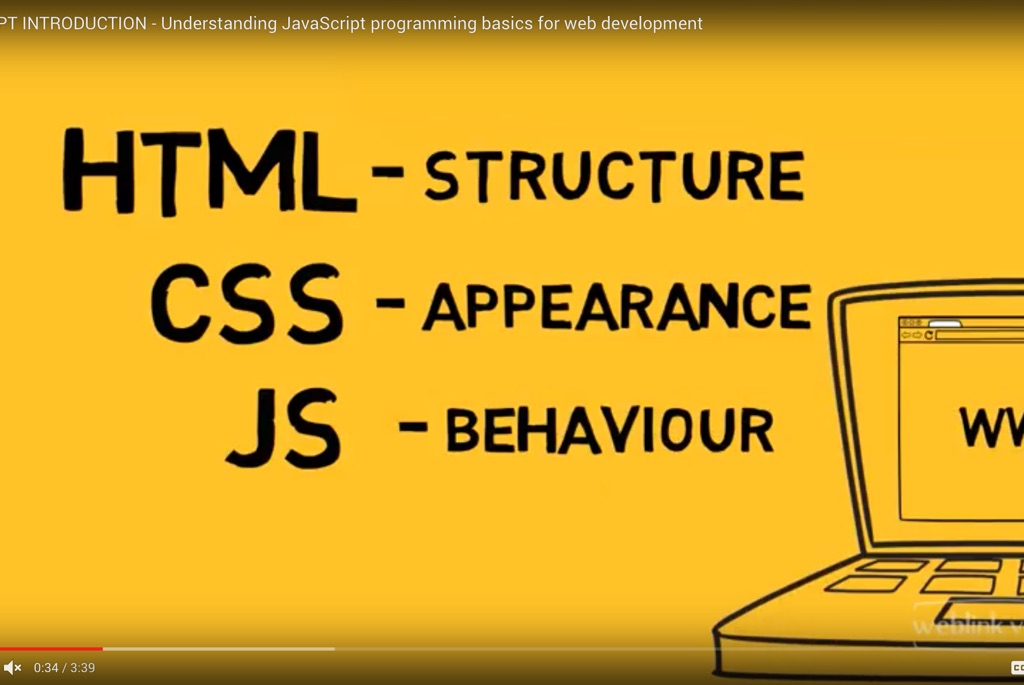 PT INTRODUCTION - Understanding JavaScript programming basics for web development
HTML - STRUCTURE
CSS - APPEARANCE
JS - BEHAVIOUR
WW
weblink
0:34 / 3:39